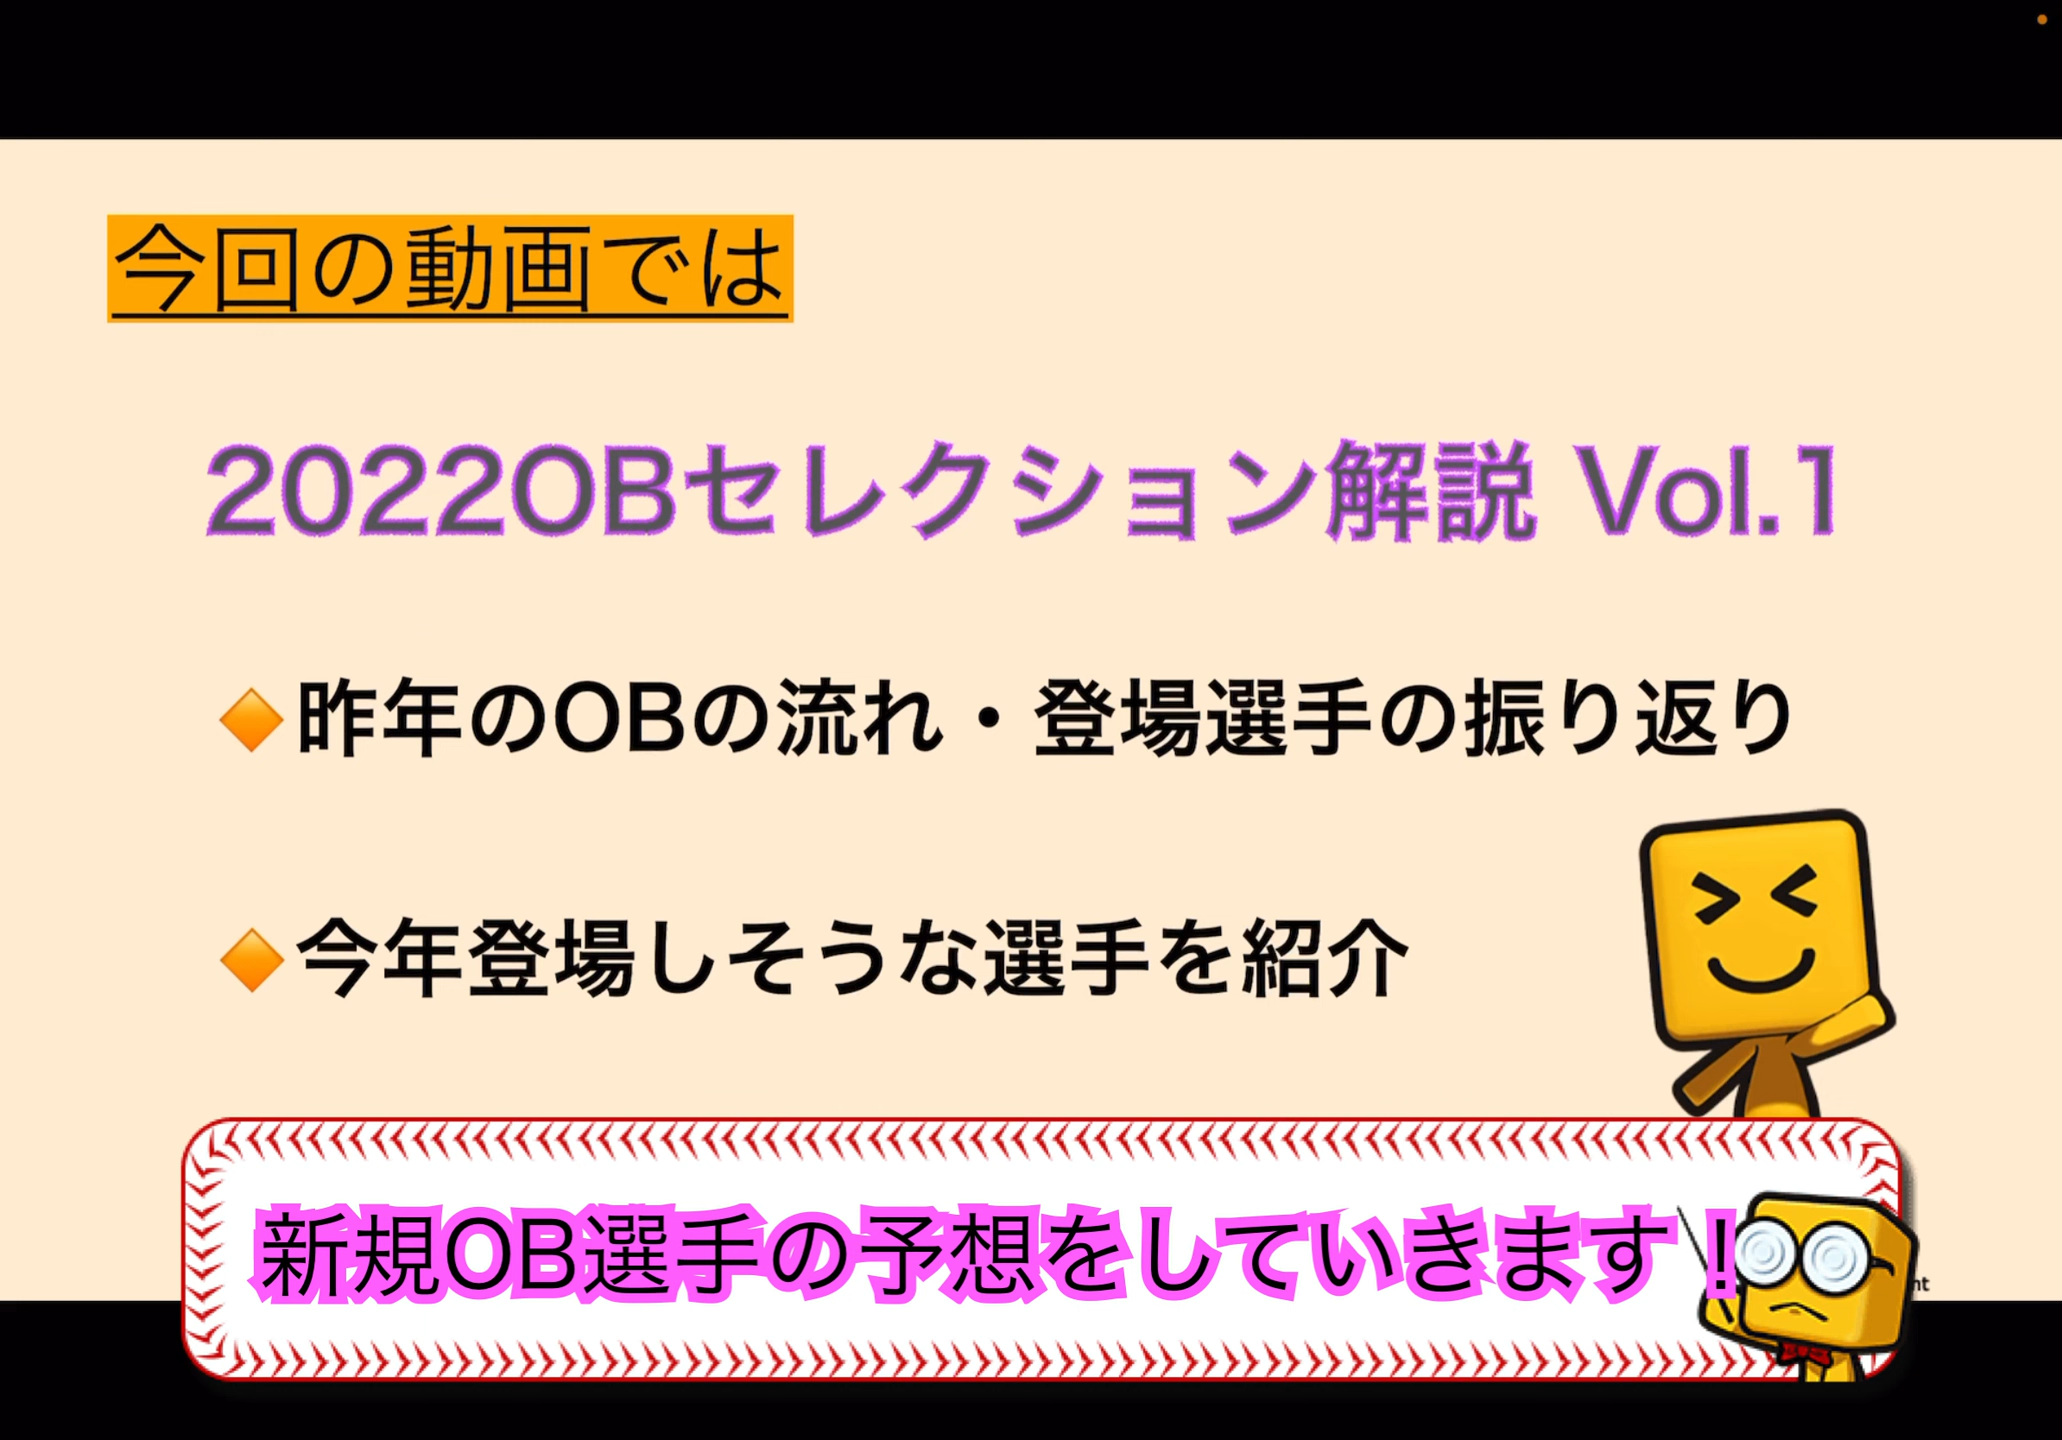 今回の動画では
2022OBセレクション解説 Vol.1
🔶昨年のOBの流れ・登場選手の振り返り
🔶今年登場しそうな選手を紹介
新規OB選手の予想をしていきます！